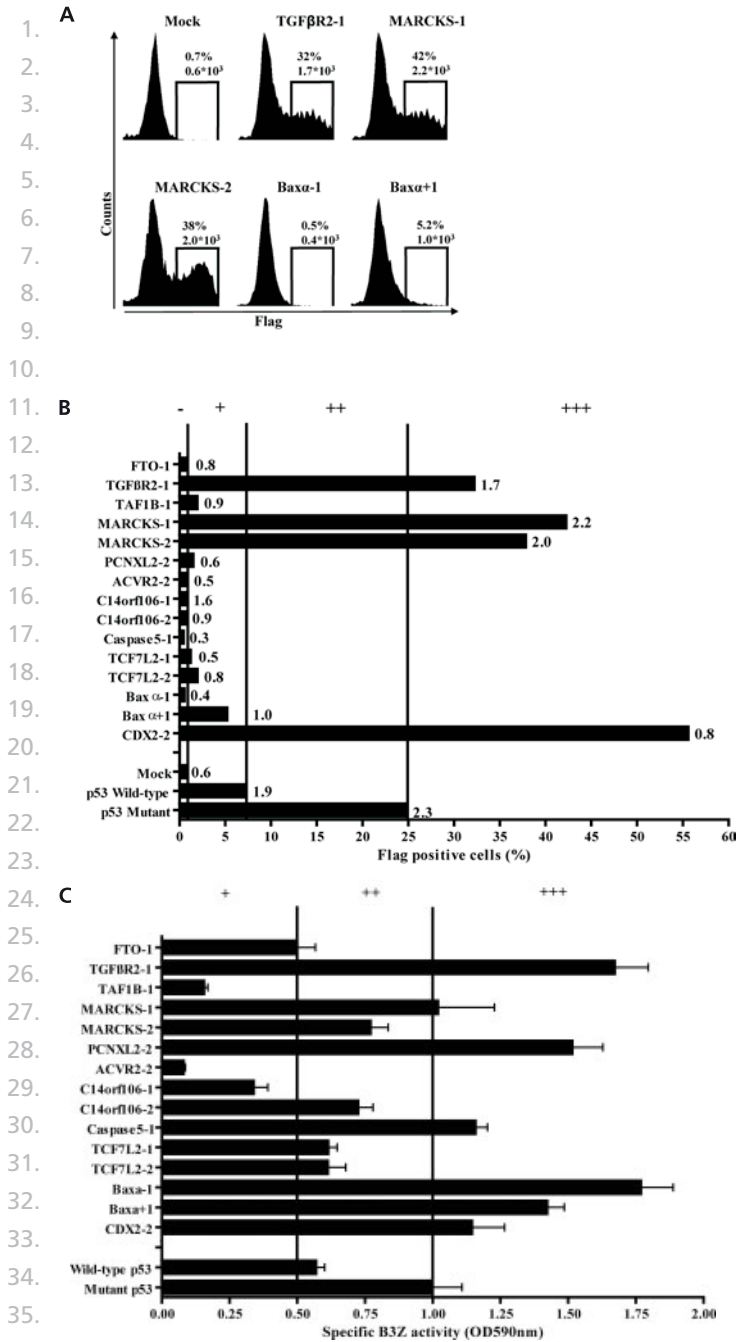 1.
2.
3.
4.
5.
6.
7.
8.
9.
10.
11.
12.
13.
14.
15.
16.
17.
18.
19.
20.
21.
22.
23.
24.
25.
26.
27.
28.
29.
30.
31.
32.
33.
34.
35.
A
Mock
0.7%
0.6*10³
TGFβR2-1
32%
1.7*10³
MARCKS-1
42%
2.2*10³
MARCKS-2
38%
2.0*10³
Baxα-1
0.5%
0.4*10³
Baxα+1
5.2%
1.0*10³
Counts
Flag
B
- + ++ +++
FTO-1 0.8
TGFßR2-1 1.7
TAF1B-1 0.9
MARCKS-1 2.2
MARCKS-2 2.0
PCNXL2-2 0.6
ACVR2-2 0.5
C14orf106-1 1.6
C14orf106-2 0.9
Caspase5-1 0.3
TCF7L2-1 0.5
TCF7L2-2 0.8
Bax α-1 0.4
Bax α+1 1.0
CDX2-2 0.8
Mock 0.6
p53 Wild-type 1.9
p53 Mutant 2.3
0 5 10 15 20 25 30 35 40 45 50 55 60
Flag positive cells (%)
C
+ ++ +++
FTO-1
TGFßR2-1
TAF1B-1
MARCKS-1
MARCKS-2
PCNXL2-2
ACVR2-2
C14orf106-1
C14orf106-2
Caspase5-1
TCF7L2-1
TCF7L2-2
Baxa-1
Baxa+1
CDX2-2
Wild-type p53
Mutant p53
0.00 0.25 0.50 0.75 1.00 1.25 1.50 1.75 2.00
Specific B3Z activity (OD590nm)